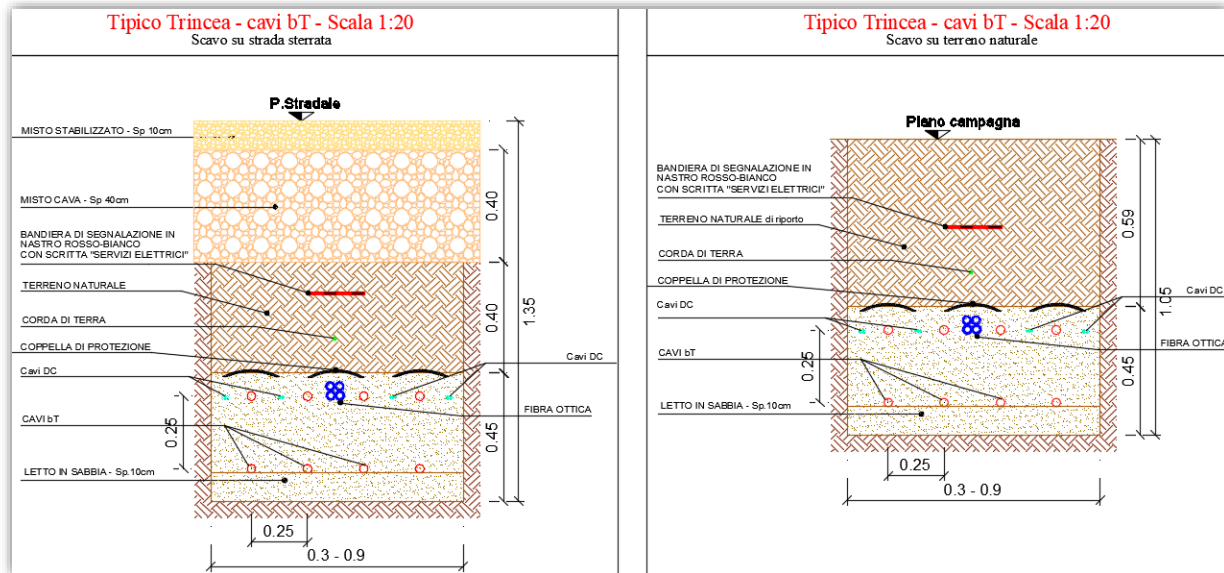 Tipico Trincea - cavi bT - Scala 1:20
Scavo su strada sterrata
P.Stradale
MISTO STABILIZZATO - Sp 10cm
MISTO CAVA - Sp 40cm
BANDIERA DI SEGNALAZIONE IN
NASTRO ROSSO-BIANCO
CON SCRITTA "SERVIZI ELETTRICI"
TERRENO NATURALE
CORDA DI TERRA
COPPELLA DI PROTEZIONE
Cavi DC
CAVI bT
LETTO IN SABBIA - Sp.10cm
Cavi DC
FIBRA OTTICA
0.40
0.40
0.45
1.35
0.25
0.25
0.3 - 0.9
Tipico Trincea - cavi bT - Scala 1:20
Scavo su terreno naturale
Piano campagna
BANDIERA DI SEGNALAZIONE IN
NASTRO ROSSO-BIANCO
CON SCRITTA "SERVIZI ELETTRICI"
TERRENO NATURALE di riporto
CORDA DI TERRA
COPPELLA DI PROTEZIONE
Cavi DC
CAVI bT
LETTO IN SABBIA - Sp.10cm
Cavi DC
FIBRA OTTICA
0.59
0.45
1.05
0.25
0.25
0.3 - 0.9